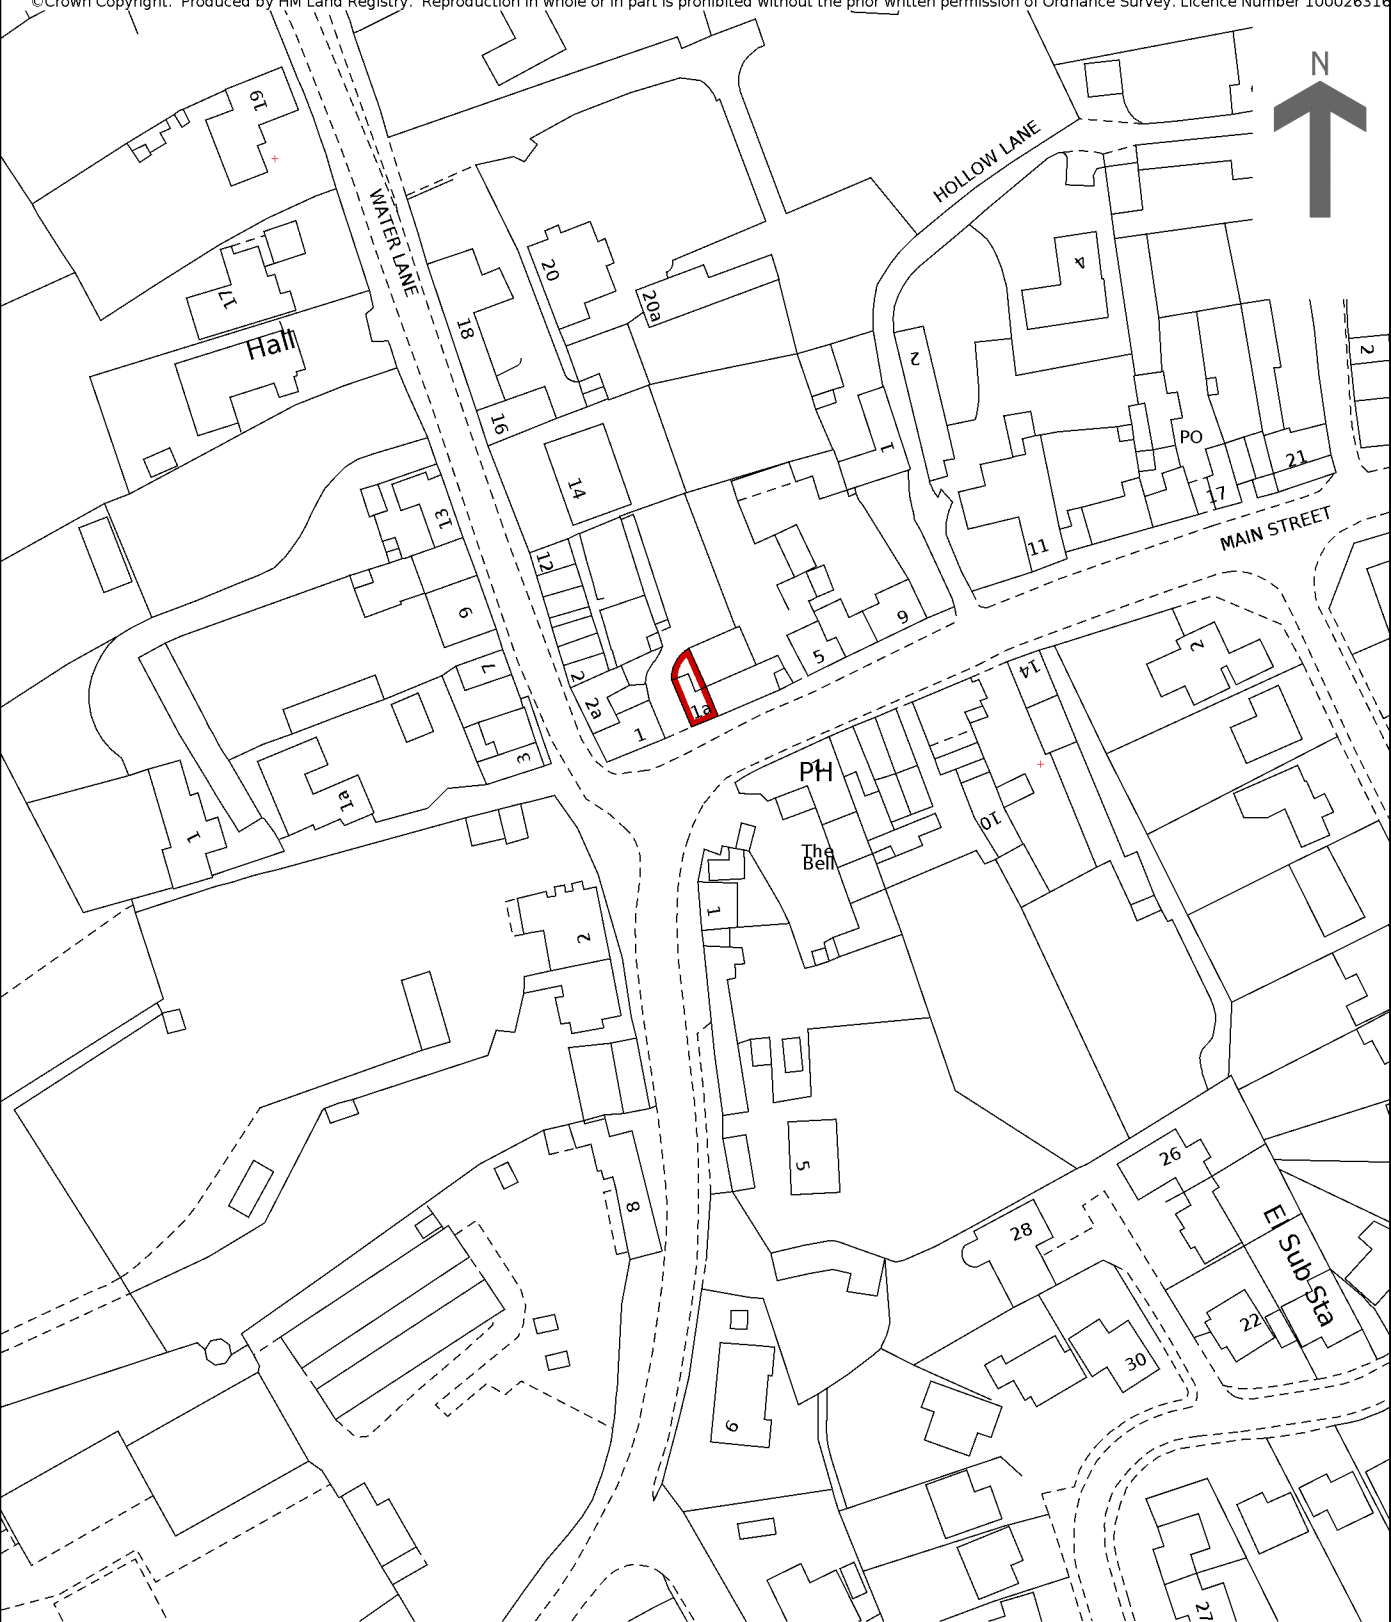 ©Crown Copyright. Produced by HM Land Registry. Reproduction in whole or in part is prohibited without the prior written permission of Ordnance Survey. Licence Number 100026316
N
19
HOLLOW LANE
WATER LANE
17
Hall
20
20a
18
4
2
2
16
1
14
PO
21
17
MAIN STREET
13
12
11
9
9
5
7
2
2a
1a
1
3
14
2
PH
1
The
Bell
1a
1
10
1
2
5
8
26
28
El Sub Sta
22
30
9
27